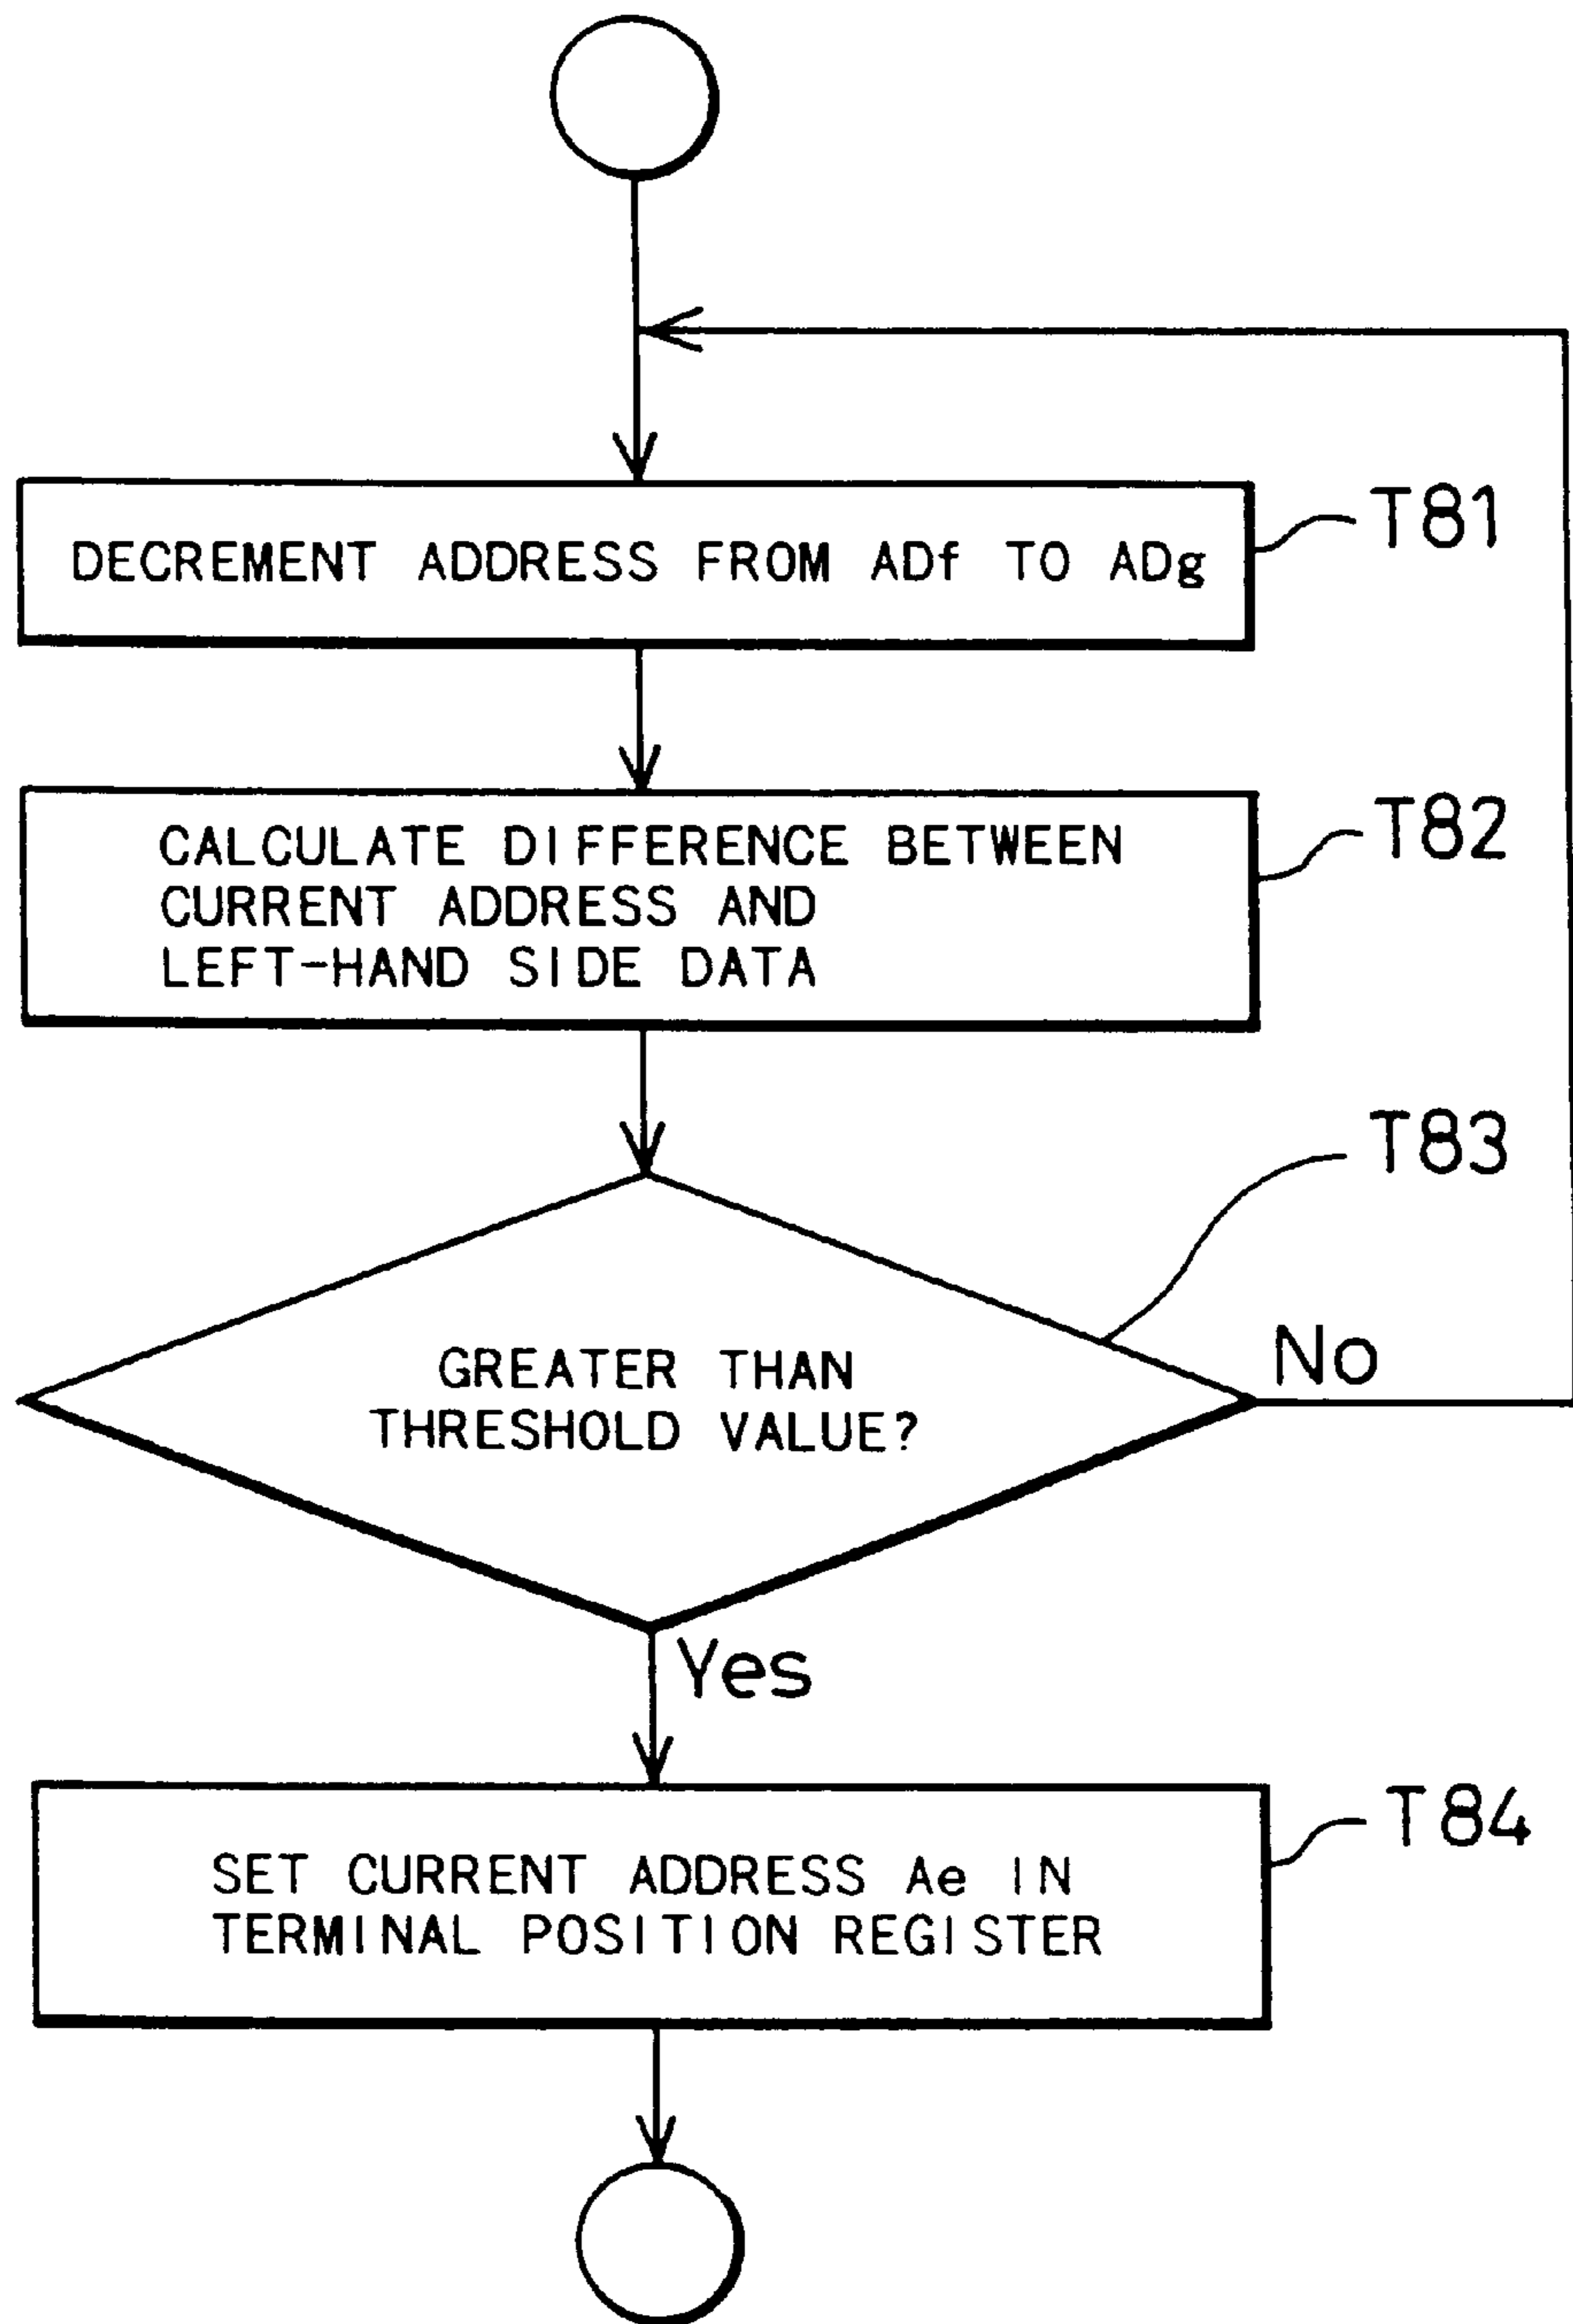 DECREMENT ADDRESS FROM ADf TO ADg
T81
CALCULATE DIFFERENCE BETWEEN
CURRENT ADDRESS AND
LEFT-HAND SIDE DATA
T82
GREATER THAN
THRESHOLD VALUE?
T83
No
Yes
SET CURRENT ADDRESS Ae IN
TERMINAL POSITION REGISTER
T84